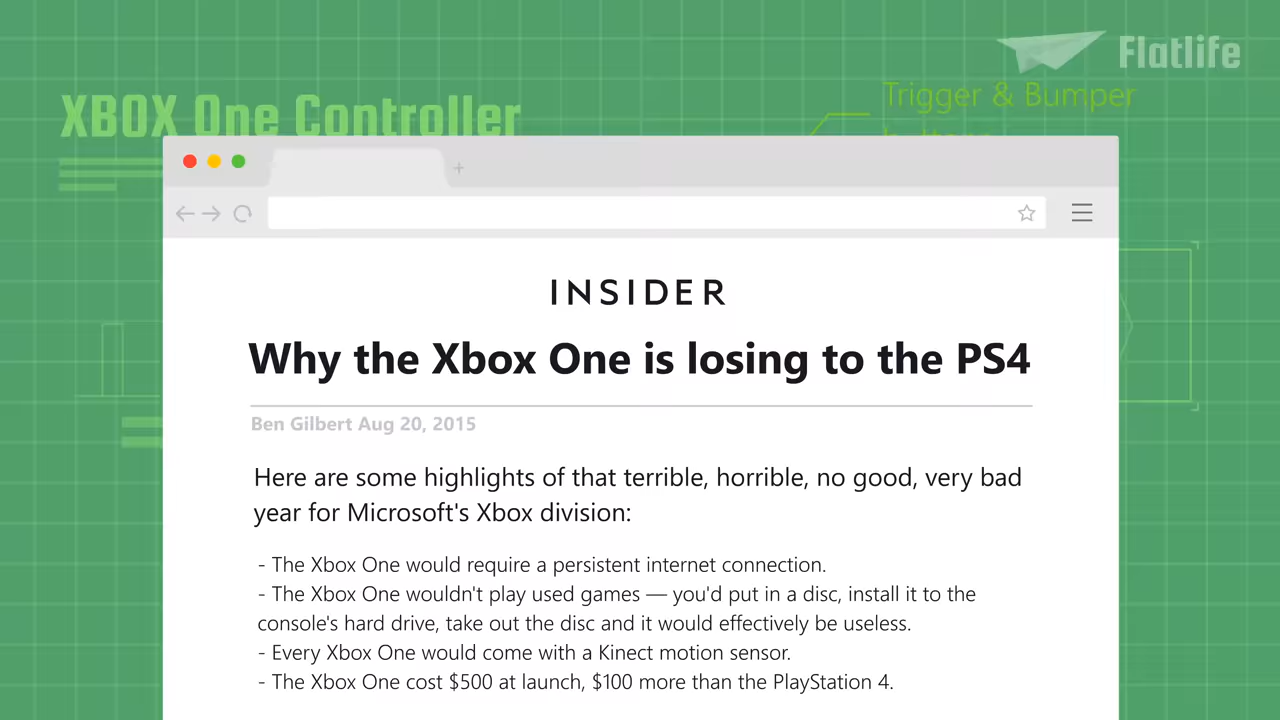 Flatlife
XBOX One Controller
Trigger & Bumper
INSIDER
Why the Xbox One is losing to the PS4
Ben Gilbert Aug 20, 2015
Here are some highlights of that terrible, horrible, no good, very bad
year for Microsoft's Xbox division:
- The Xbox One would require a persistent internet connection.
- The Xbox One wouldn't play used games — you'd put in a disc, install it to the
console's hard drive, take out the disc and it would effectively be useless.
- Every Xbox One would come with a Kinect motion sensor.
- The Xbox One cost $500 at launch, $100 more than the PlayStation 4.